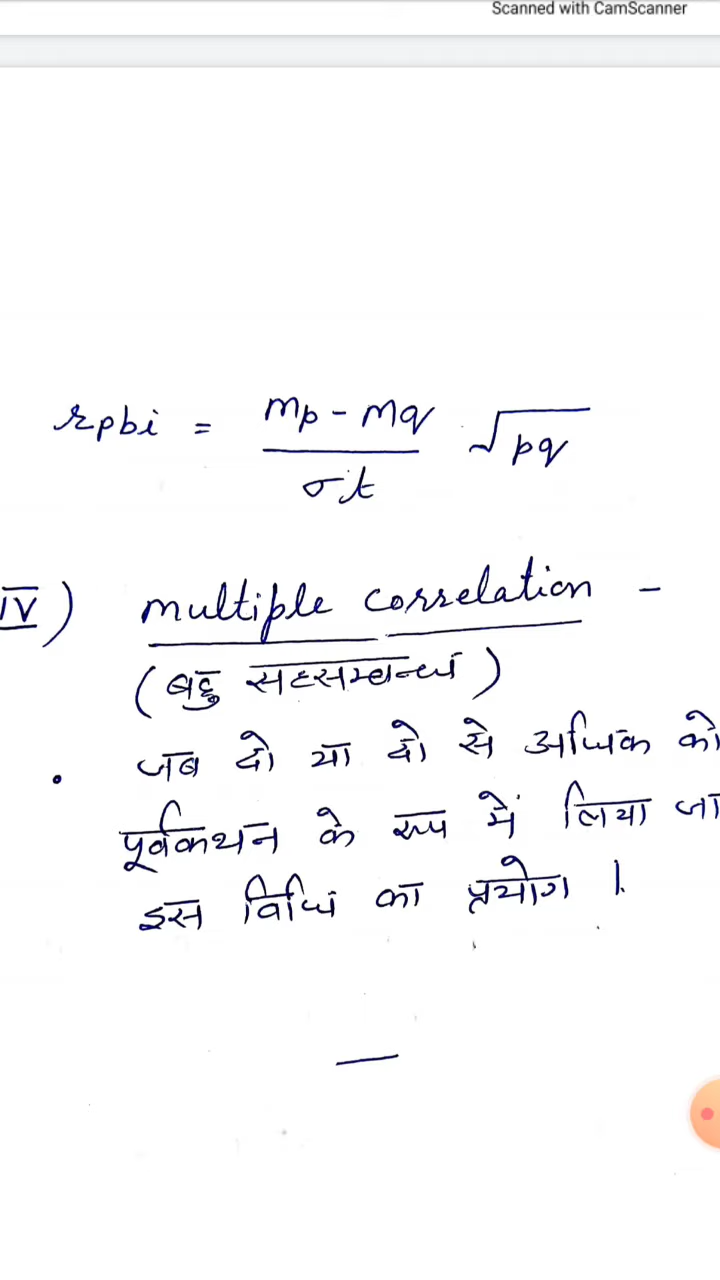 Scanned with CamScanner
rpbi = mp - mq / σt √pq
IV) multiple correlation -
(बहु सहसम्बन्ध)
• जब दो या दो से अधिक को
पूर्वकथन के रूप में लिया जा
इस विधि का प्रयोग ।